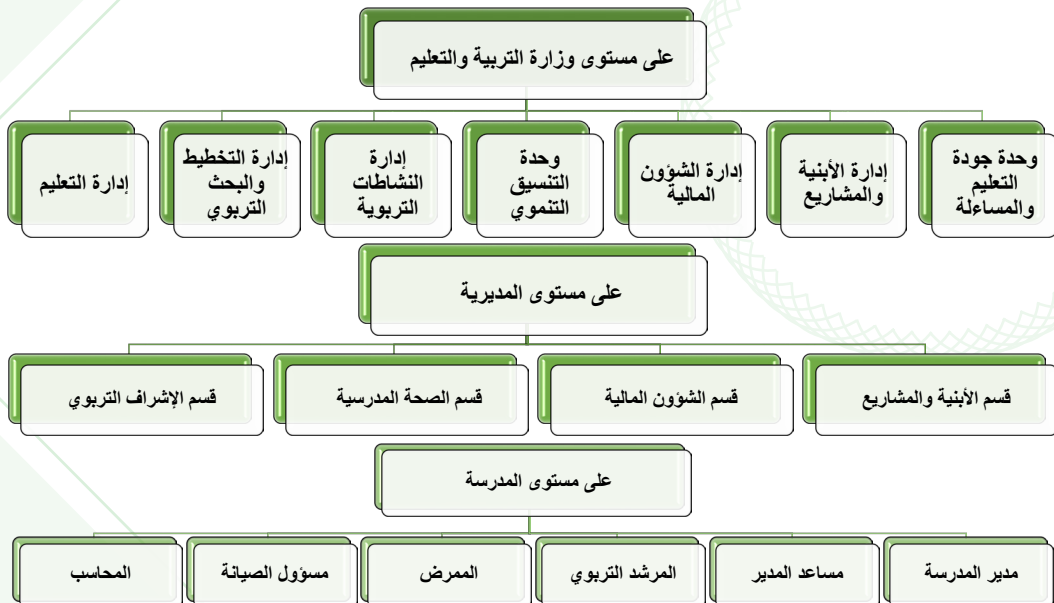 على مستوى وزارة التربية والتعليم
وحدة جودة
التعليم
والمساءلة
إدارة الأبنية
والمشاريع
إدارة الشؤون
المالية
وحدة
التنسيق
التنموي
إدارة
النشاطات
التربوية
إدارة التخطيط
والبحث
التربوي
إدارة التعليم
على مستوى المديرية
قسم الأبنية والمشاريع
قسم الشؤون المالية
قسم الصحة المدرسية
قسم الإشراف التربوي
على مستوى المدرسة
مدير المدرسة
مساعد المدير
المرشد التربوي
الممرض
مسؤول الصيانة
المحاسب